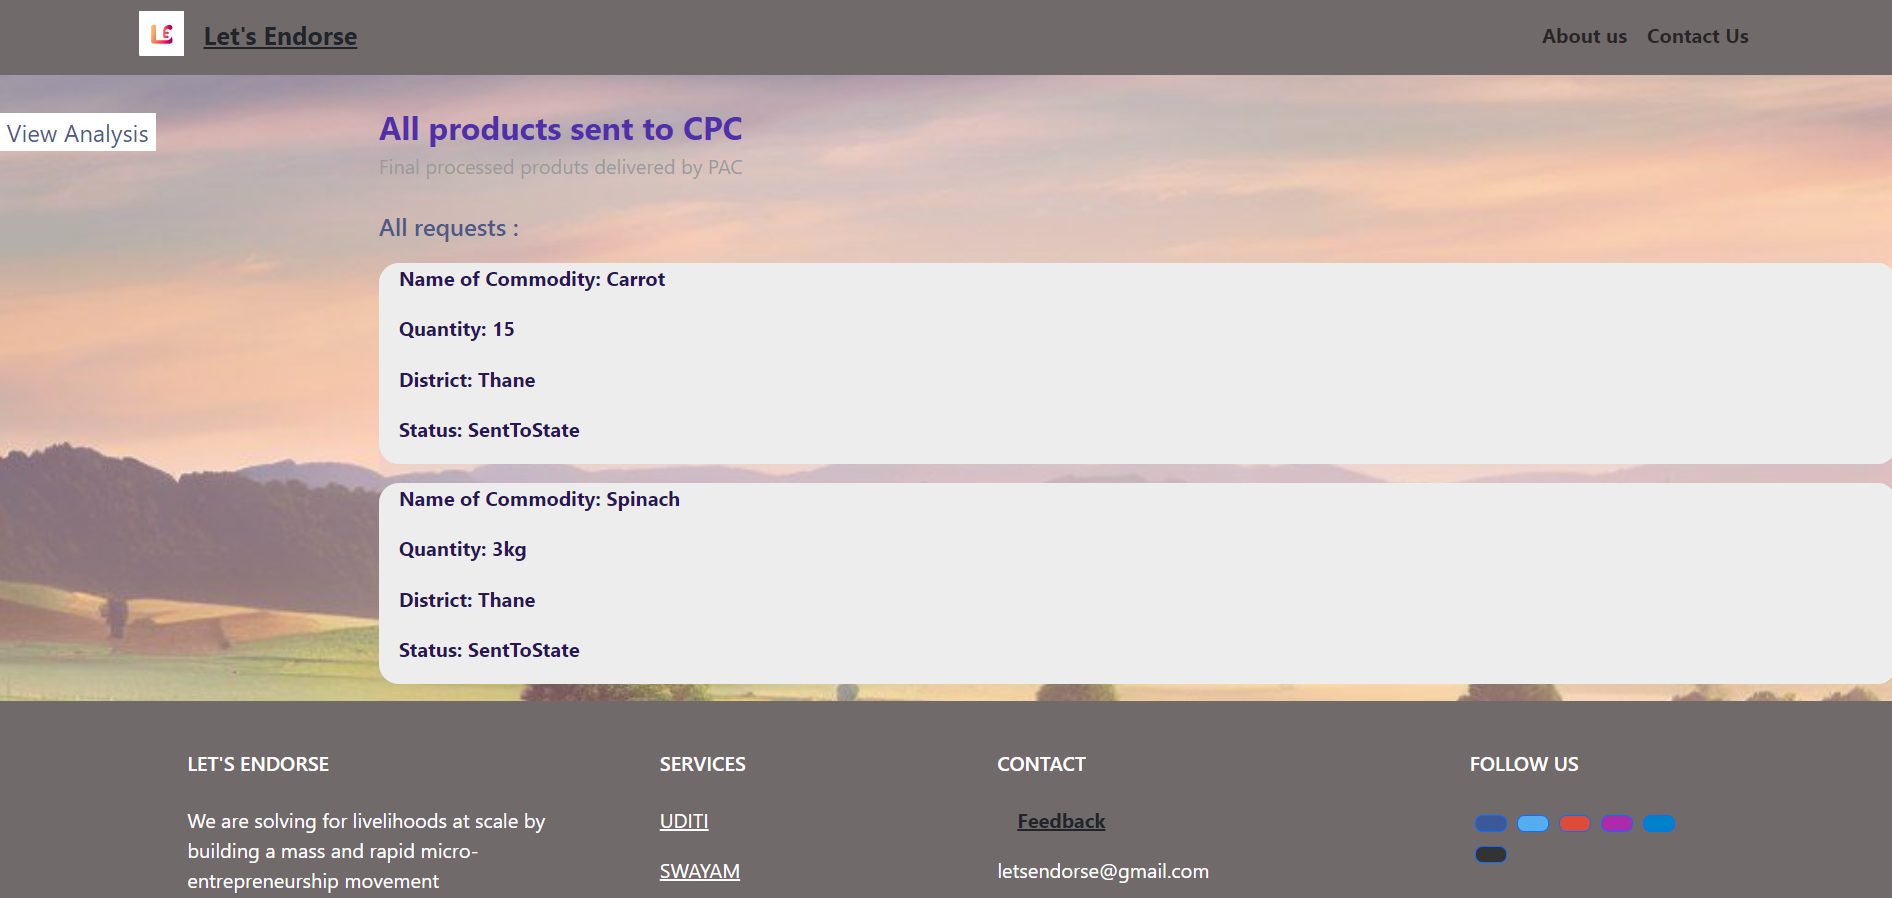 LE
Let's Endorse
About us
Contact Us
View Analysis
All products sent to CPC
Final processed produts delivered by PAC
All requests :
Name of Commodity: Carrot
Quantity: 15
District: Thane
Status: SentToState
Name of Commodity: Spinach
Quantity: 3kg
District: Thane
Status: SentToState
LET'S ENDORSE
We are solving for livelihoods at scale by
building a mass and rapid micro-
entrepreneurship movement
SERVICES
UDITI
SWAYAM
CONTACT
Feedback
letsendorse@gmail.com
FOLLOW US